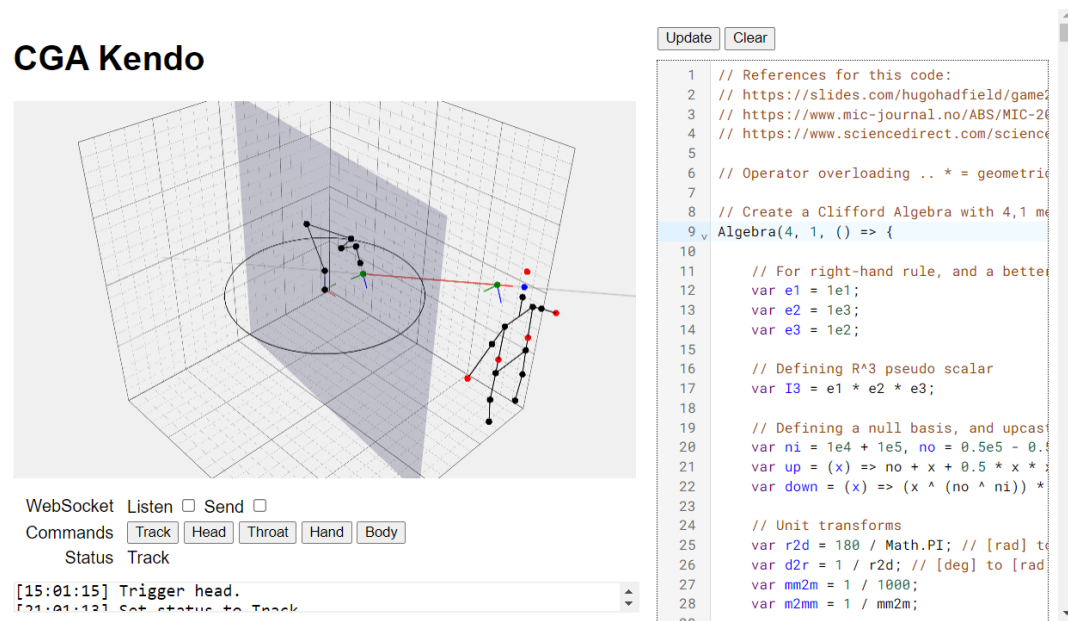 CGA Kendo
WebSocket Listen Send
Commands Track Head Throat Hand Body
Status Track
[15:01:15] Trigger head.
[21:01:13] Set status to Track
Update Clear
1 // References for this code:
2 // https://slides.com/hugohadfield/game2
3 // https://www.mic-journal.no/ABS/MIC-20
4 // https://www.sciencedirect.com/science
5
6 // Operator overloading .. * = geometric
7
8 // Create a Clifford Algebra with 4,1 me
9 Algebra(4, 1, () => {
10
11 // For right-hand rule, and a better
12 var e1 = 1e1;
13 var e2 = 1e3;
14 var e3 = 1e2;
15
16 // Defining R^3 pseudo scalar
17 var I3 = e1 * e2 * e3;
18
19 // Defining a null basis, and upcast
20 var ni = 1e4 + 1e5, no = 0.5e5 - 0.5
21 var up = (x) => no + x + 0.5 * x * x
22 var down = (x) => (x ^ (no ^ ni)) *
23
24 // Unit transforms
25 var r2d = 180 / Math.PI; // [rad] to
26 var d2r = 1 / r2d; // [deg] to [rad
27 var mm2m = 1 / 1000;
28 var m2mm = 1 / mm2m;